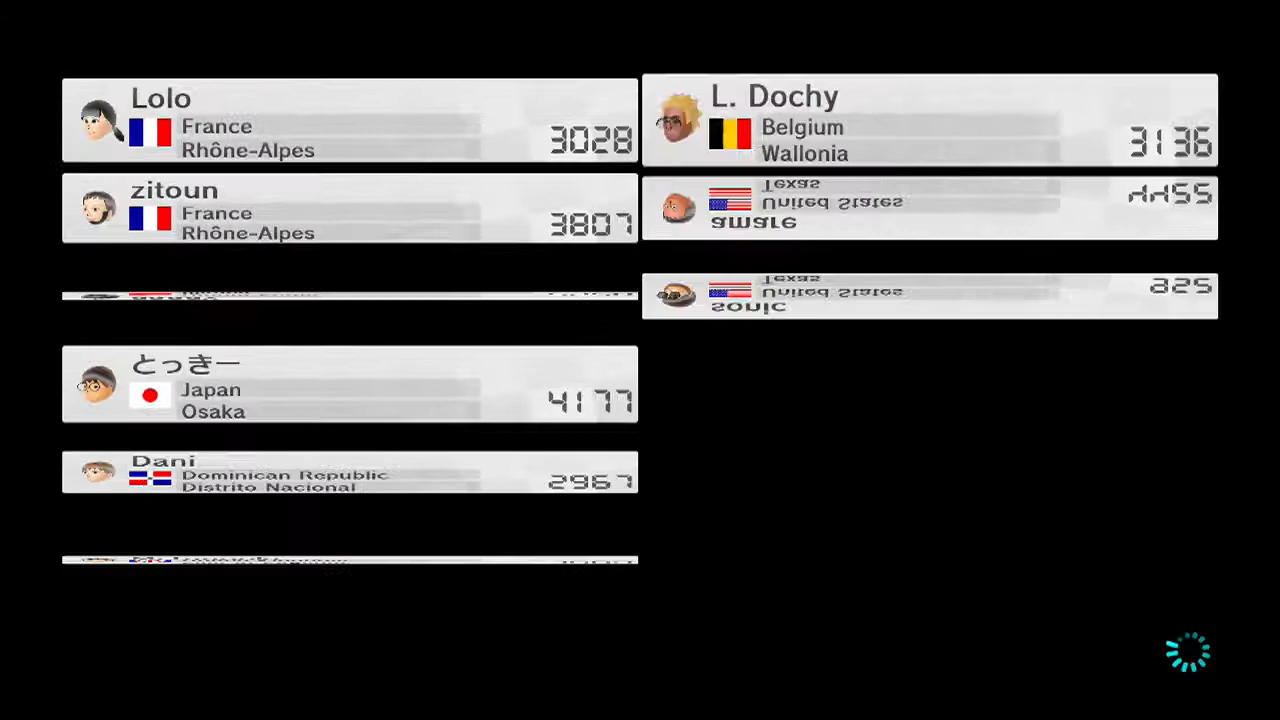 Lolo
France
Rhône-Alpes
3028
zitoun
France
Rhône-Alpes
3807
とっきー
Japan
Osaka
4177
Dani
Dominican Republic
Distrito Nacional
2967
L. Dochy
Belgium
Wallonia
3136
Texas
United States
4455
amare
Texas
United States
925
sonic